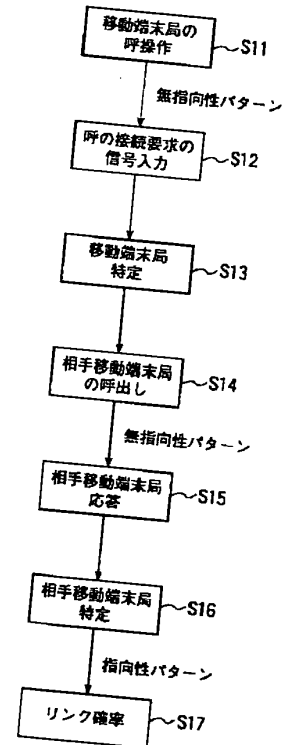 移動端末局の
呼操作
S11
無指向性パターン
呼の接続要求の
信号入力
S12
移動端末局
特定
S13
相手移動端末局
の呼出し
S14
無指向性パターン
相手移動端末局
応答
S15
相手移動端末局
特定
S16
指向性パターン
リンク確率
S17